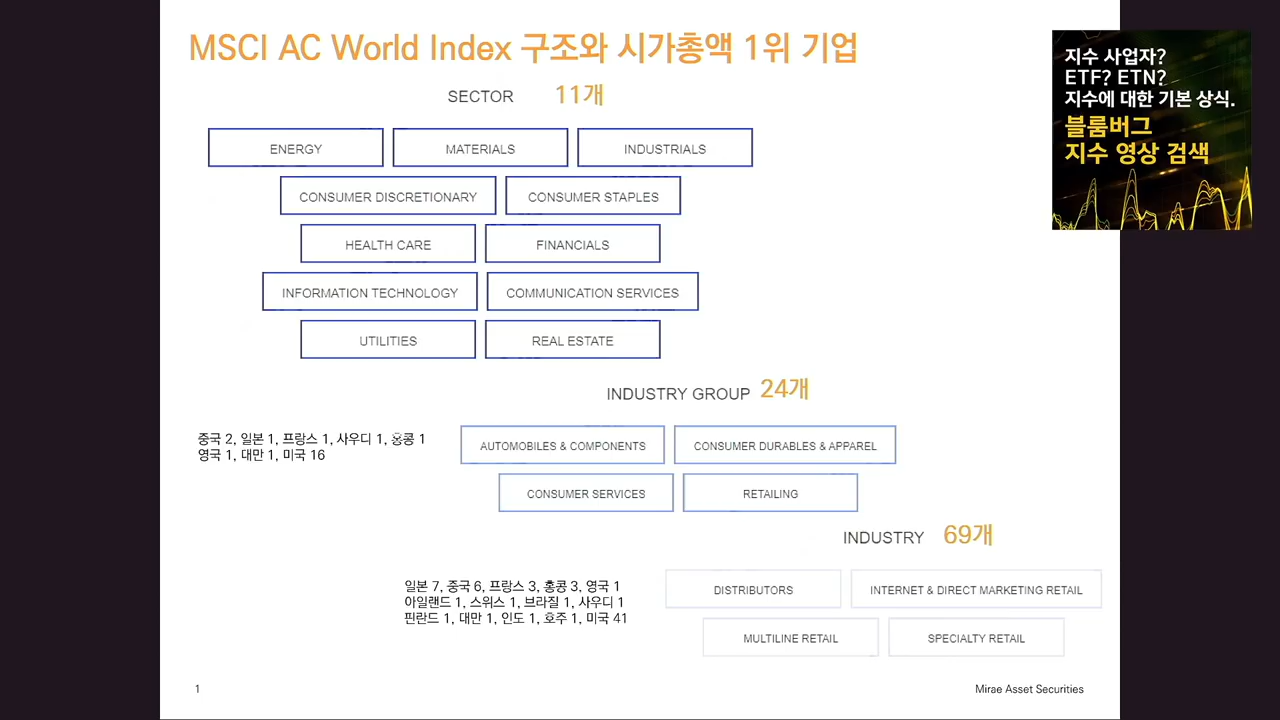 MSCI AC World Index 구조와 시가총액 1위 기업
지수 사업자?
ETF? ETN?
지수에 대한 기본 상식.
블룸버그
지수 영상 검색
SECTOR 11개
ENERGY MATERIALS INDUSTRIALS
CONSUMER DISCRETIONARY CONSUMER STAPLES
HEALTH CARE FINANCIALS
INFORMATION TECHNOLOGY COMMUNICATION SERVICES
UTILITIES REAL ESTATE
INDUSTRY GROUP 24개
중국 2, 일본 1, 프랑스 1, 사우디 1, 홍콩 1
영국 1, 대만 1, 미국 16
AUTOMOBILES & COMPONENTS CONSUMER DURABLES & APPAREL
CONSUMER SERVICES RETAILING
INDUSTRY 69개
일본 7, 중국 6, 프랑스 3, 홍콩 3, 영국 1
아일랜드 1, 스위스 1, 브라질 1, 사우디 1
핀란드 1, 대만 1, 인도 1, 호주 1, 미국 41
DISTRIBUTORS INTERNET & DIRECT MARKETING RETAIL
MULTILINE RETAIL SPECIALTY RETAIL
1 Mirae Asset Securities